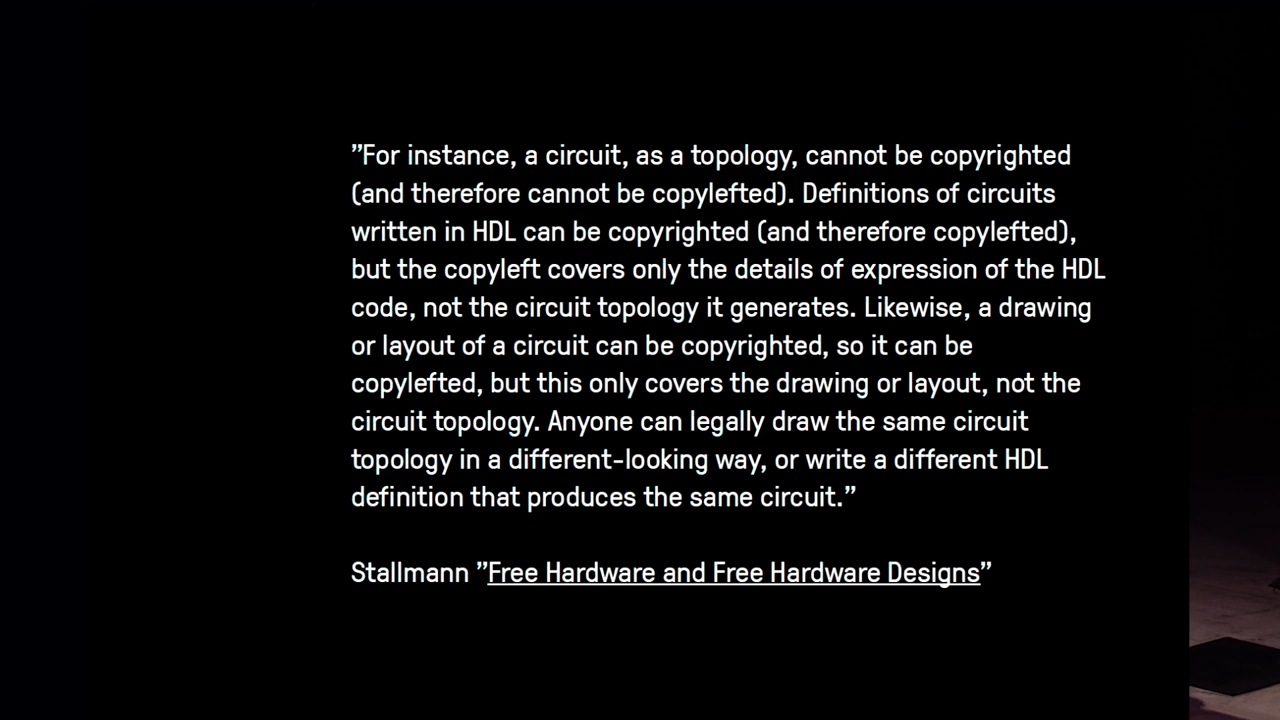 ”For instance, a circuit, as a topology, cannot be copyrighted
(and therefore cannot be copylefted). Definitions of circuits
written in HDL can be copyrighted (and therefore copylefted),
but the copyleft covers only the details of expression of the HDL
code, not the circuit topology it generates. Likewise, a drawing
or layout of a circuit can be copyrighted, so it can be
copylefted, but this only covers the drawing or layout, not the
circuit topology. Anyone can legally draw the same circuit
topology in a different-looking way, or write a different HDL
definition that produces the same circuit.”
Stallmann ”Free Hardware and Free Hardware Designs”